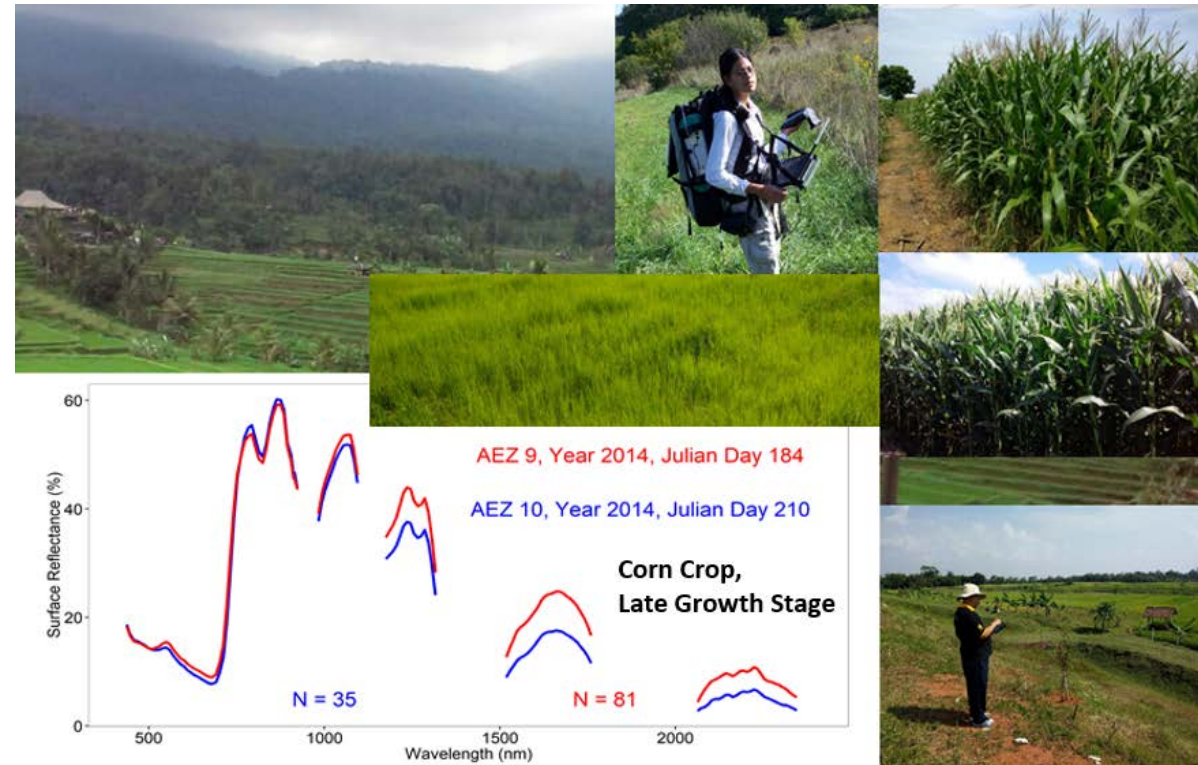 60
AEZ 9, Year 2014, Julian Day 184
40
AEZ 10, Year 2014, Julian Day 210
Surface Reflectance (%)
Corn Crop,
Late Growth Stage
20
N = 35
N = 81
0
500
1000
1500
2000
Wavelength (nm)